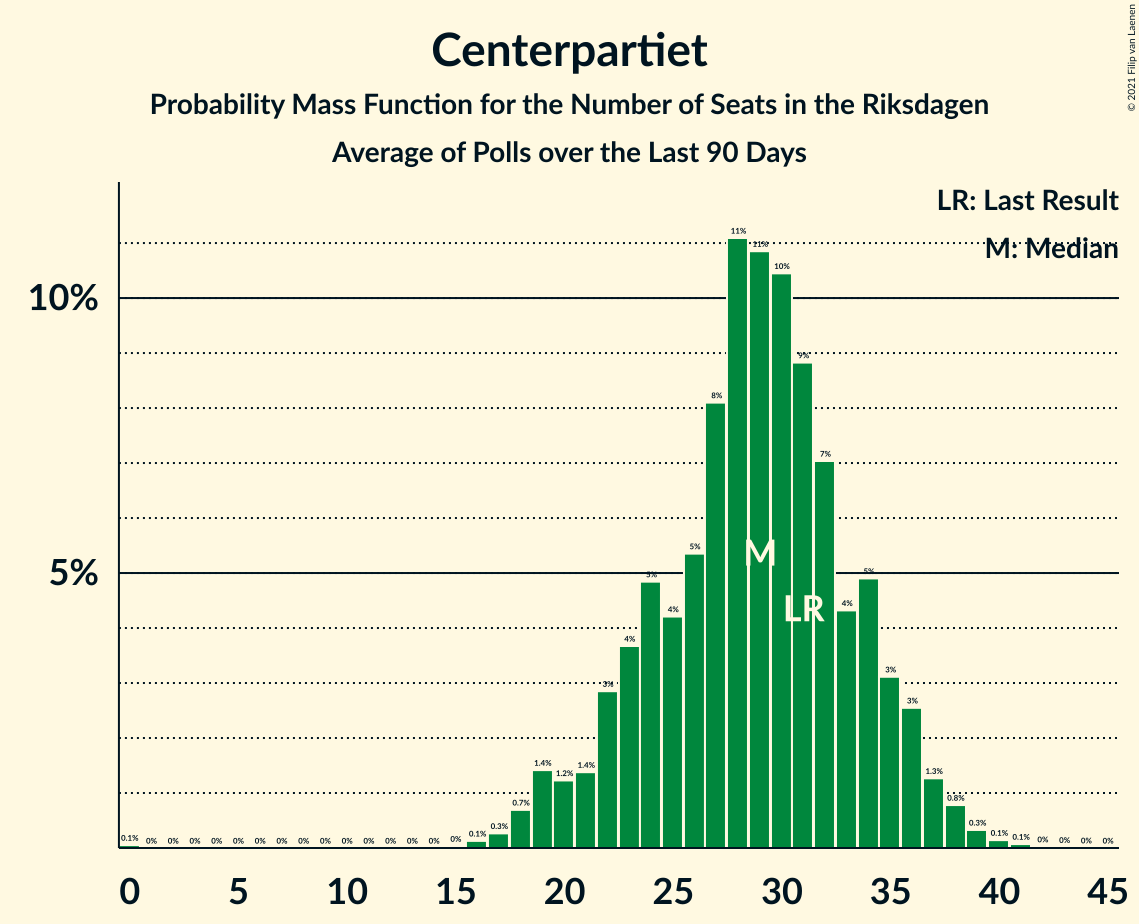 Centerpartiet
Probability Mass Function for the Number of Seats in the Riksdagen
Average of Polls over the Last 90 Days
© 2021 Filip van Laenen
LR: Last Result
M: Median
10%
5%
0.1% 0% 0% 0% 0% 0% 0% 0% 0% 0% 0% 0% 0% 0% 0% 0% 0.1% 0.3% 0.7% 1.4% 1.2% 1.4% 3% 4% 5% 4% 5% 8% 11% 11% 10% 9% 7% 4% 5% 3% 3% 1.3% 0.8% 0.3% 0.1% 0.1% 0% 0% 0% 0%
M
LR
0 5 10 15 20 25 30 35 40 45